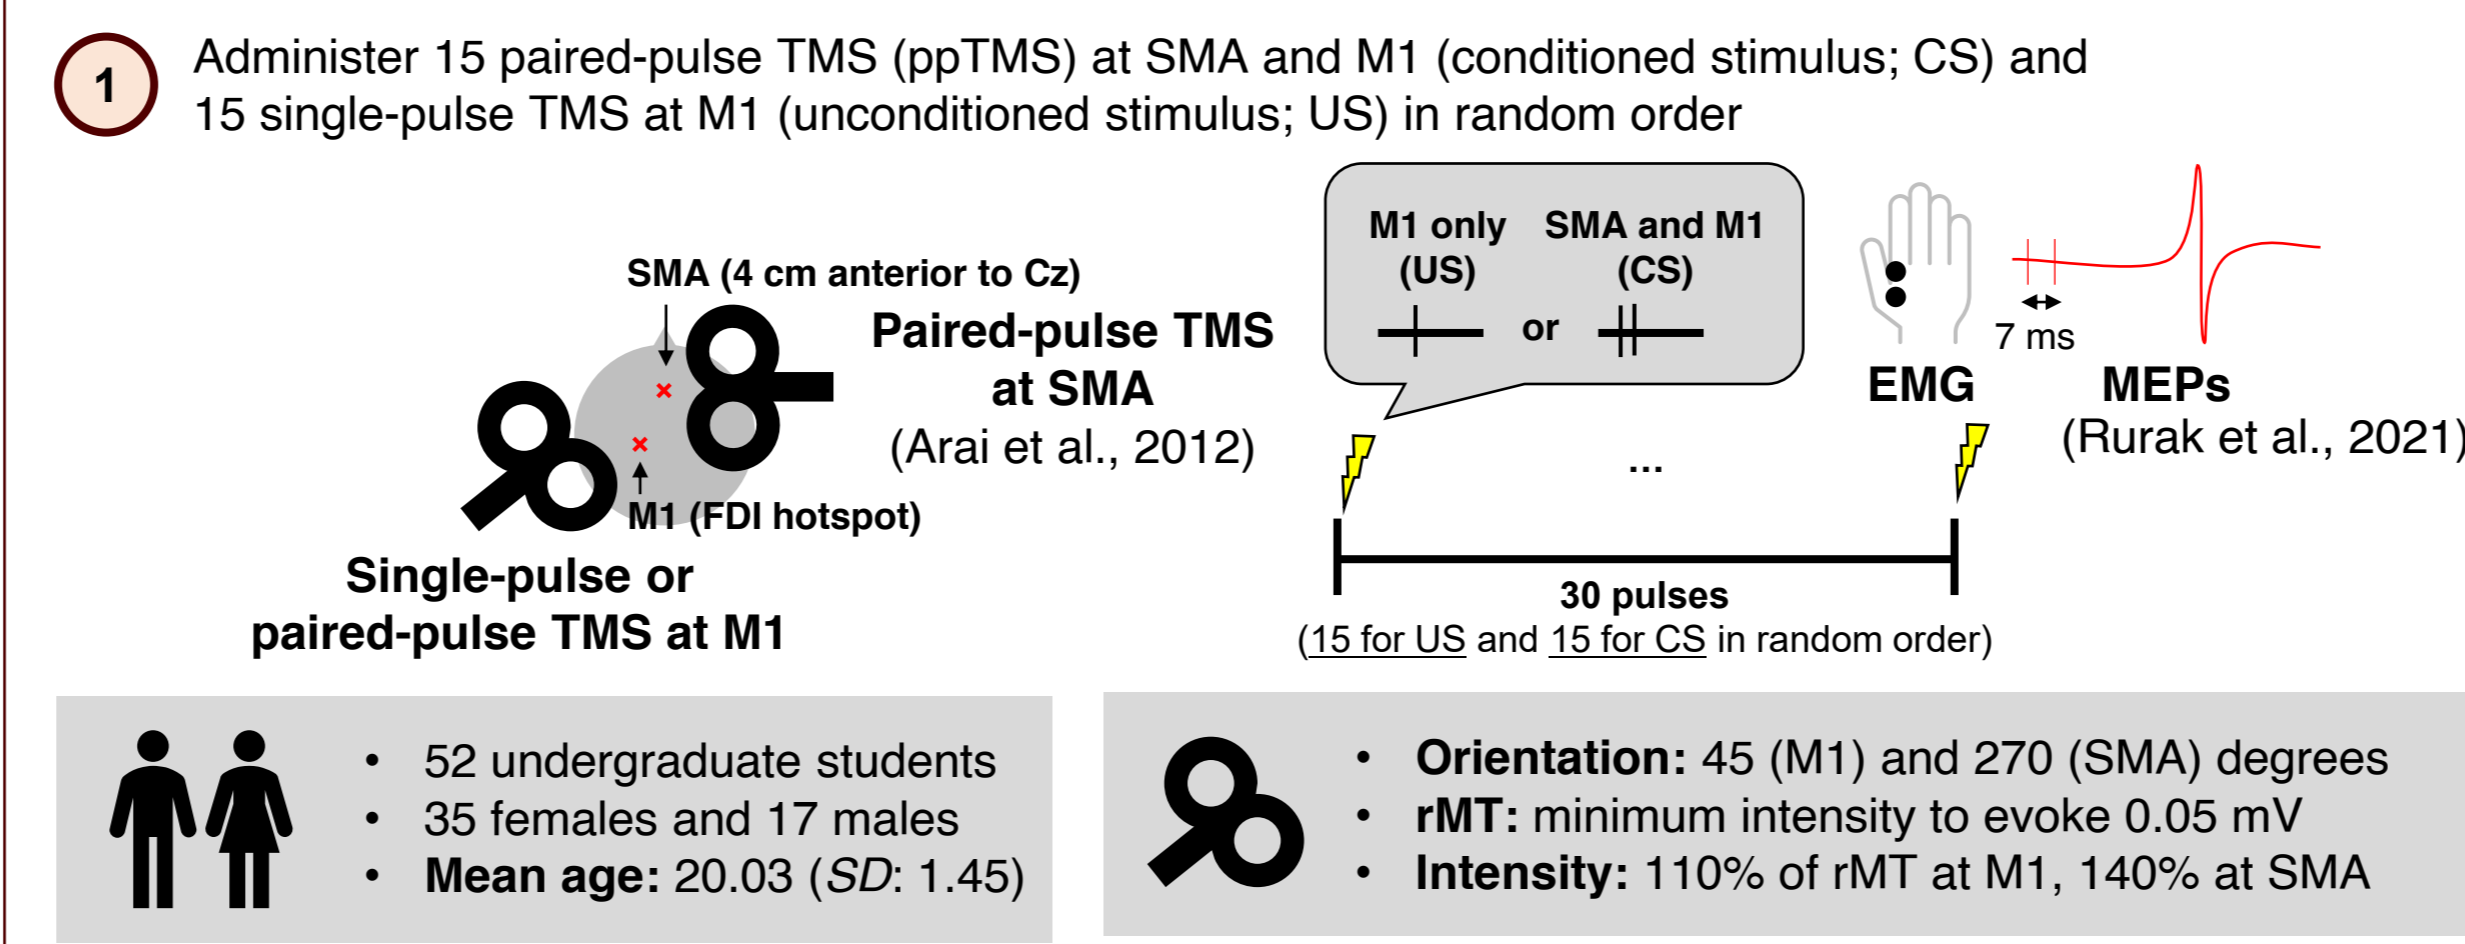 1
Administer 15 paired-pulse TMS (ppTMS) at SMA and M1 (conditioned stimulus; CS) and
15 single-pulse TMS at M1 (unconditioned stimulus; US) in random order
SMA (4 cm anterior to Cz)
Paired-pulse TMS
at SMA
(Arai et al., 2012)
M1 (FDI hotspot)
Single-pulse or
paired-pulse TMS at M1
M1 only
(US)
or
SMA and M1
(CS)
...
30 pulses
(15 for US and 15 for CS in random order)
EMG
7 ms
MEPs
(Rurak et al., 2021)
• 52 undergraduate students
• 35 females and 17 males
• Mean age: 20.03 (SD: 1.45)
• Orientation: 45 (M1) and 270 (SMA) degrees
• rMT: minimum intensity to evoke 0.05 mV
• Intensity: 110% of rMT at M1, 140% at SMA